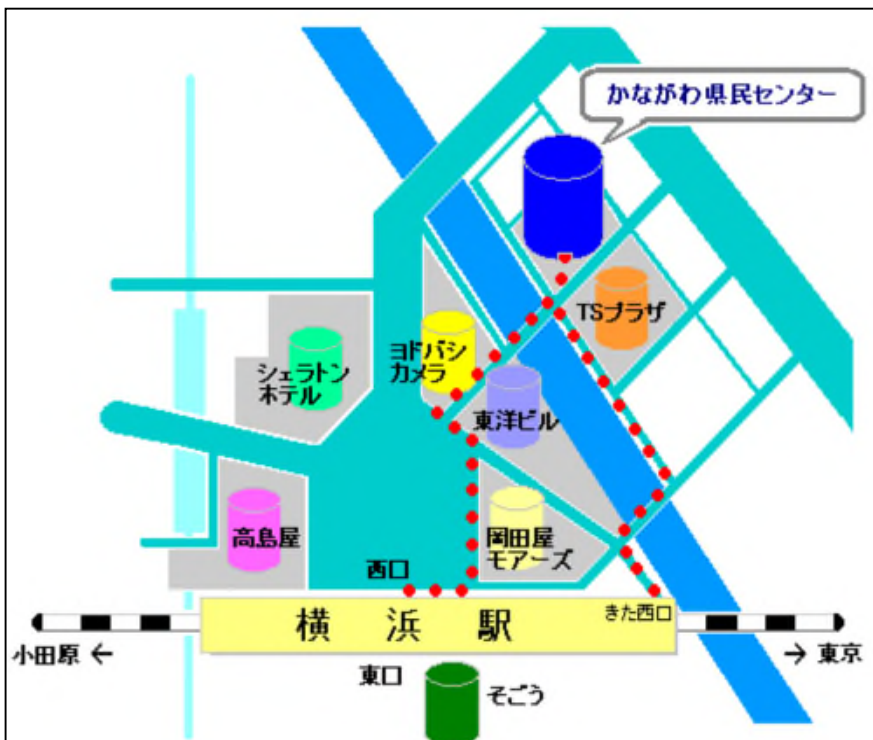 かながわ県民センター
TSプラザ
ヨドバシ
カメラ
シェラトン
ホテル
東洋ビル
高島屋
岡田屋
モアーズ
西口
きた西口
横浜駅
小田原 ←
→ 東京
東口
そごう